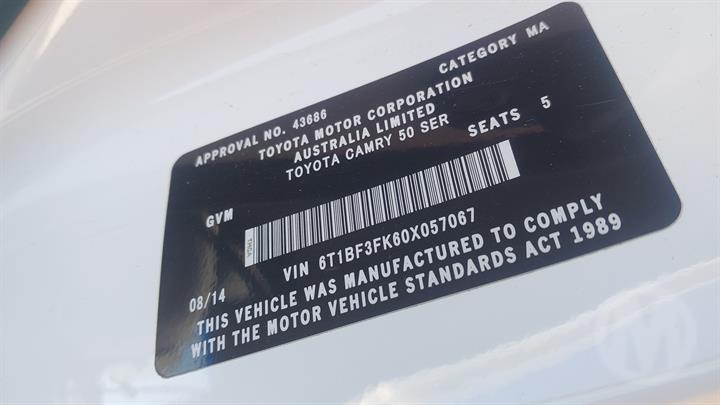 APPROVAL NO. 43686 CATEGORY MA
TOYOTA MOTOR CORPORATION
AUSTRALIA LIMITED
TOYOTA CAMRY 50 SER
GVM SEATS 5
TMCA
VIN 6T1BF3FK60X057067
08/14
THIS VEHICLE WAS MANUFACTURED TO COMPLY
WITH THE MOTOR VEHICLE STANDARDS ACT 1989
M